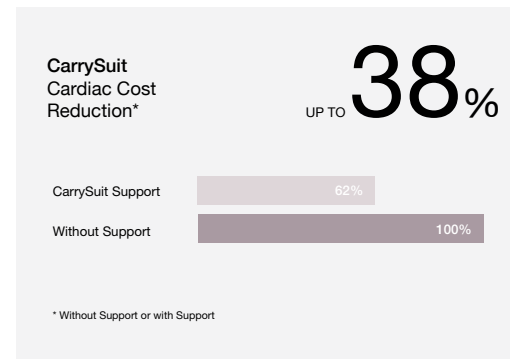 CarrySuit
Cardiac Cost
Reduction*
UP TO 38%
CarrySuit Support 62%
Without Support 100%
* Without Support or with Support